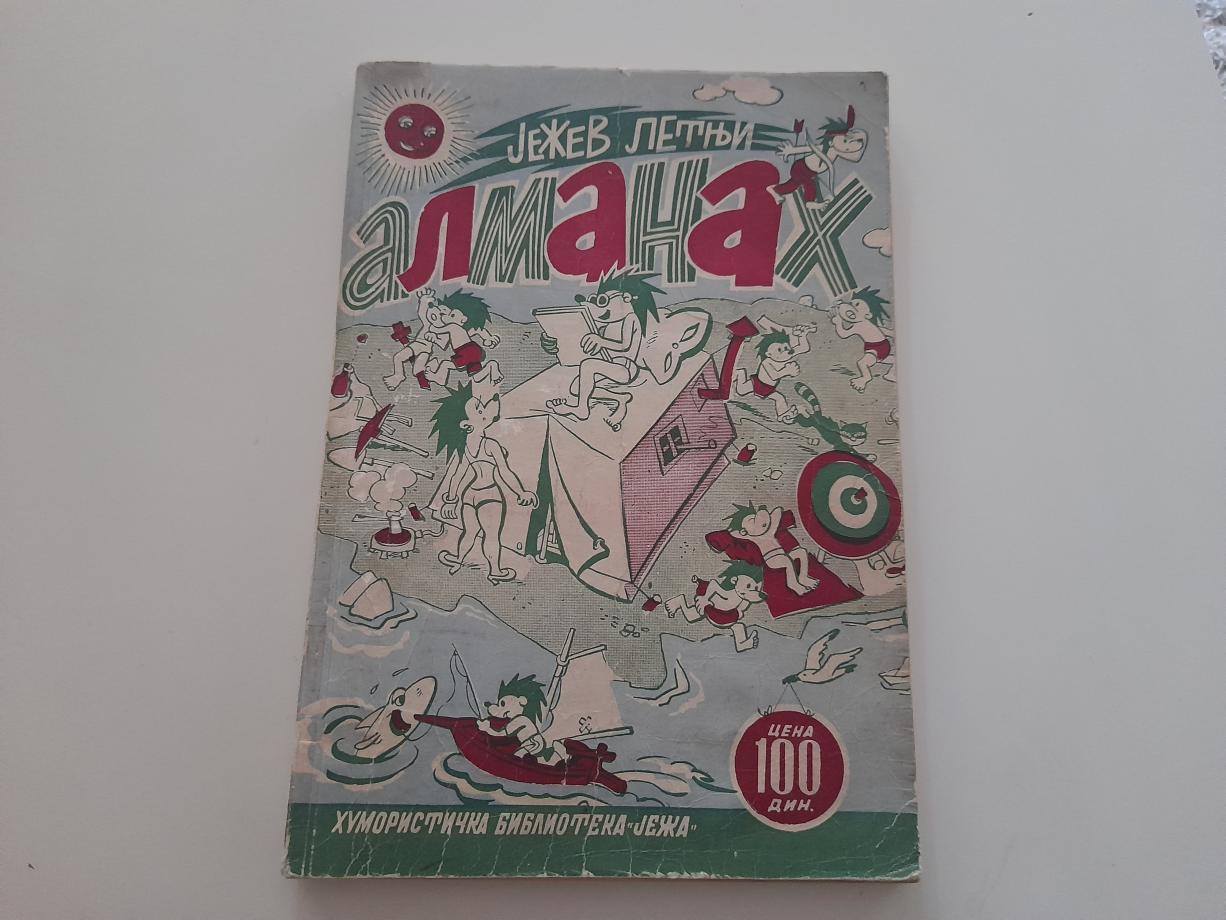 ЈЕЖЕВ ЛЕТЊИ
алманах
ЦЕНА
100
ДИН.
ХУМОРИСТИЧКА БИБЛИОТЕКА "ЈЕЖА"